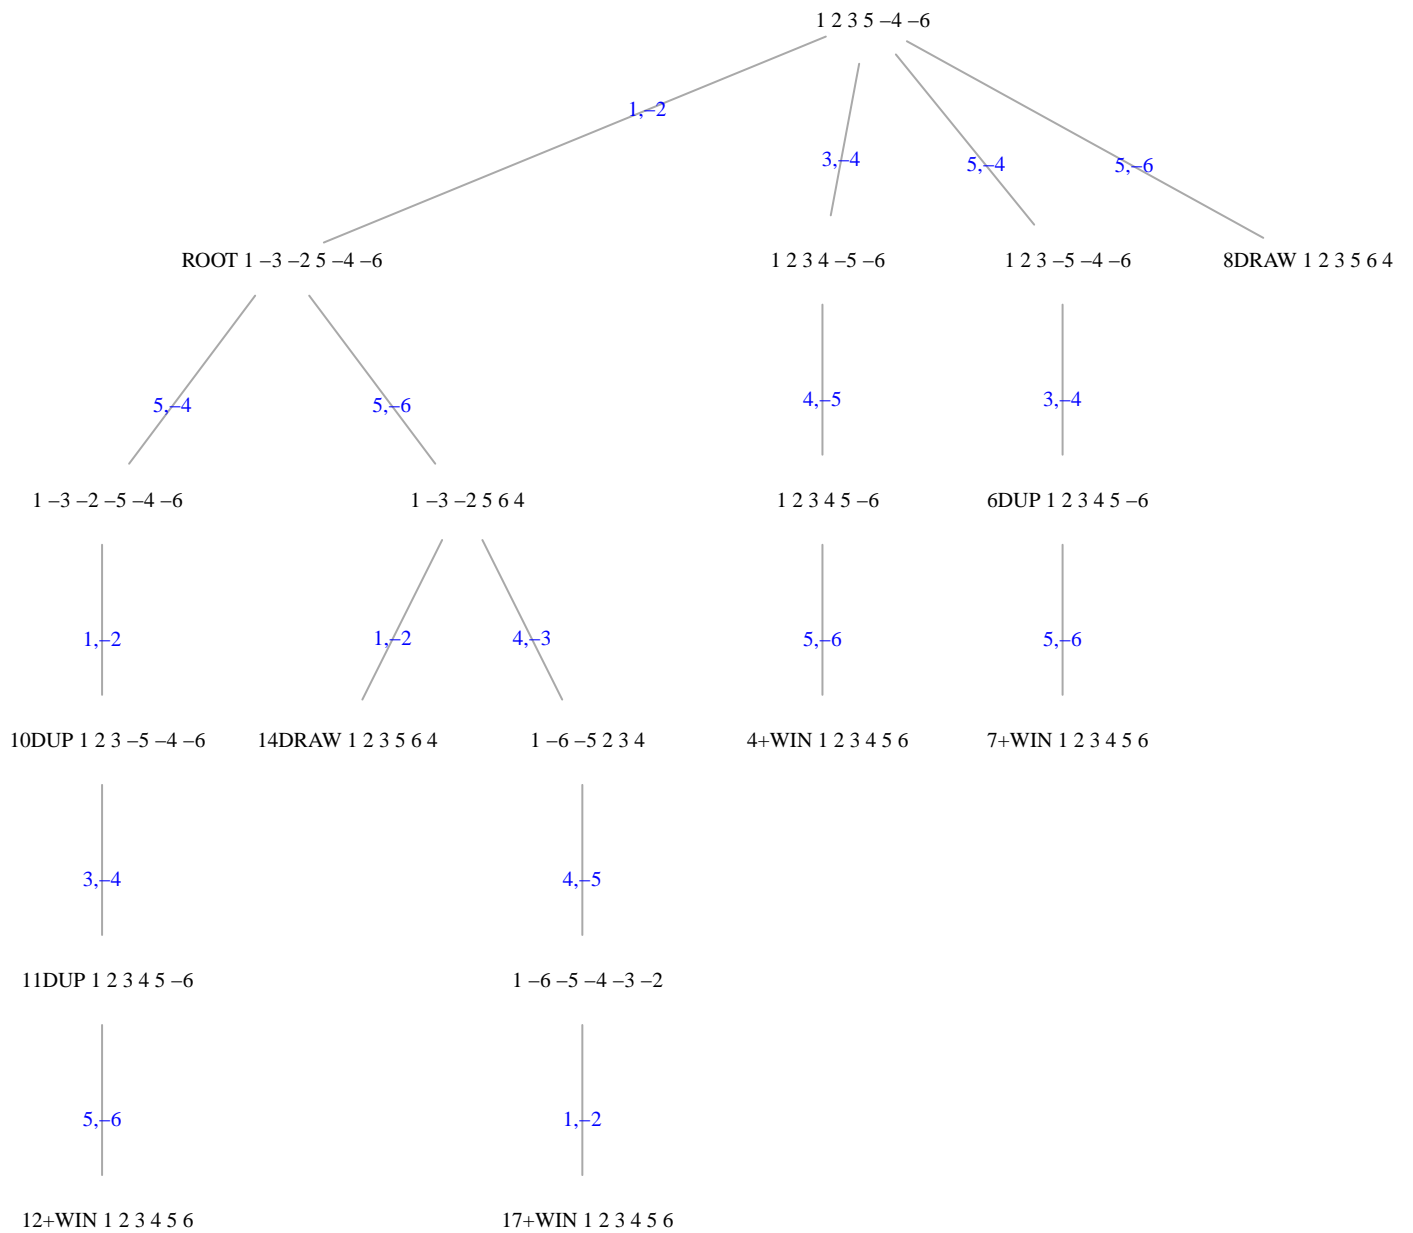 1 2 3 5 –4 –6
1,–2
3,–4
5,–4
5,–6
ROOT 1 –3 –2 5 –4 –6
1 2 3 4 –5 –6
1 2 3 –5 –4 –6
8DRAW 1 2 3 5 6 4
5,–4
5,–6
4,–5
3,–4
1 –3 –2 –5 –4 –6
1 –3 –2 5 6 4
1 2 3 4 5 –6
6DUP 1 2 3 4 5 –6
1,–2
1,–2
4,–3
5,–6
5,–6
10DUP 1 2 3 –5 –4 –6
14DRAW 1 2 3 5 6 4
1 –6 –5 2 3 4
4+WIN 1 2 3 4 5 6
7+WIN 1 2 3 4 5 6
3,–4
4,–5
11DUP 1 2 3 4 5 –6
1 –6 –5 –4 –3 –2
5,–6
1,–2
12+WIN 1 2 3 4 5 6
17+WIN 1 2 3 4 5 6